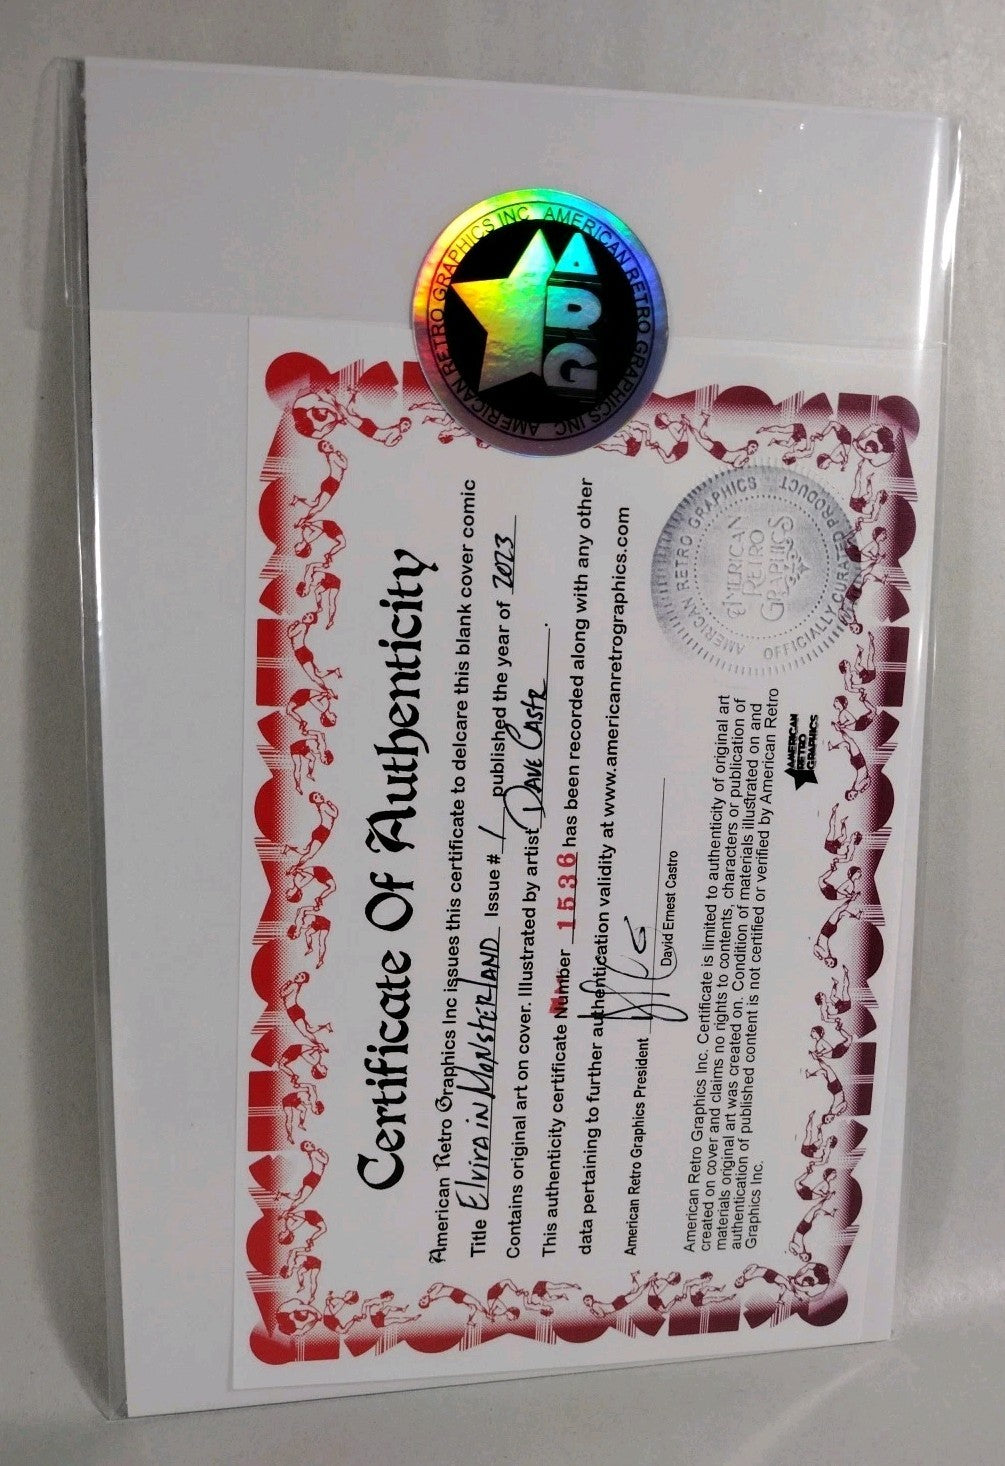 AMERICAN RETRO GRAPHICS INC. AMERICAN RETRO GRAPHICS INC.
ARG
Certificate Of Authenticity
American Retro Graphics Inc issues this certificate to delcare this blank cover comic
Title Elvira in Monsterland Issue # 1 published the year of 2023
Contains original art on cover. Illustrated by artist Dave Castr.
This authenticity certificate Number 1536 has been recorded along with any other
data pertaining to further authentication validity at www.americanretrographics.com
American Retro Graphics President
David Ernest Castro
American Retro Graphics Inc. Certificate is limited to authenticity of original art
created on cover and claims no rights to contents, characters or publication of
materials original art was created on. Condition of materials illustrated on and
authentication of published content is not certified or verified by American Retro
Graphics Inc.
AMERICAN
RETRO
GRAPHICS
AMERICAN RETRO GRAPHICS
OFFICIALLY CURATED PRODUCT
AMERICAN
RETRO
GRAPHICS